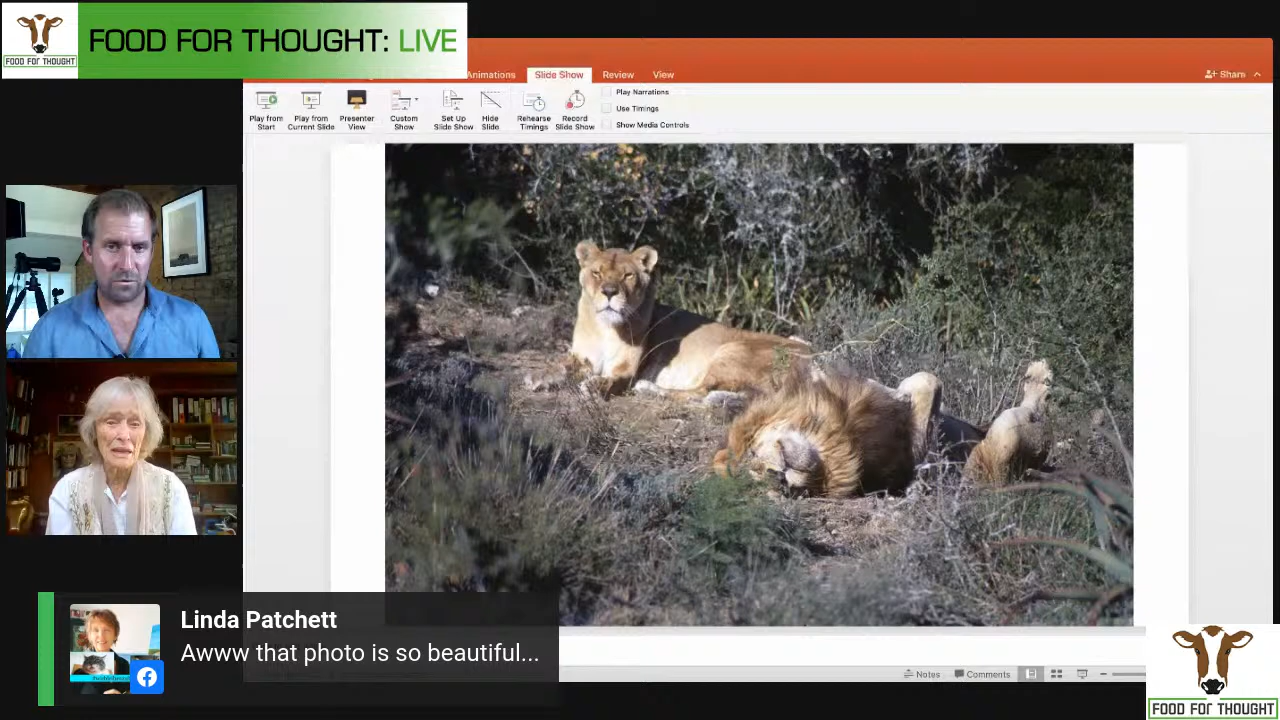 FOOD FOR THOUGHT
FOOD FOR THOUGHT: LIVE
Animations
Slide Show
Review
View
Share
Play from Start
Play from Current Slide
Presenter View
Custom Show
Set Up Slide Show
Hide Slide
Rehearse Timings
Record Slide Show
Play Narrations
Use Timings
Show Media Controls
Linda Patchett
Awww that photo is so beautiful...
Notes
Comments
FOOD FOR THOUGHT